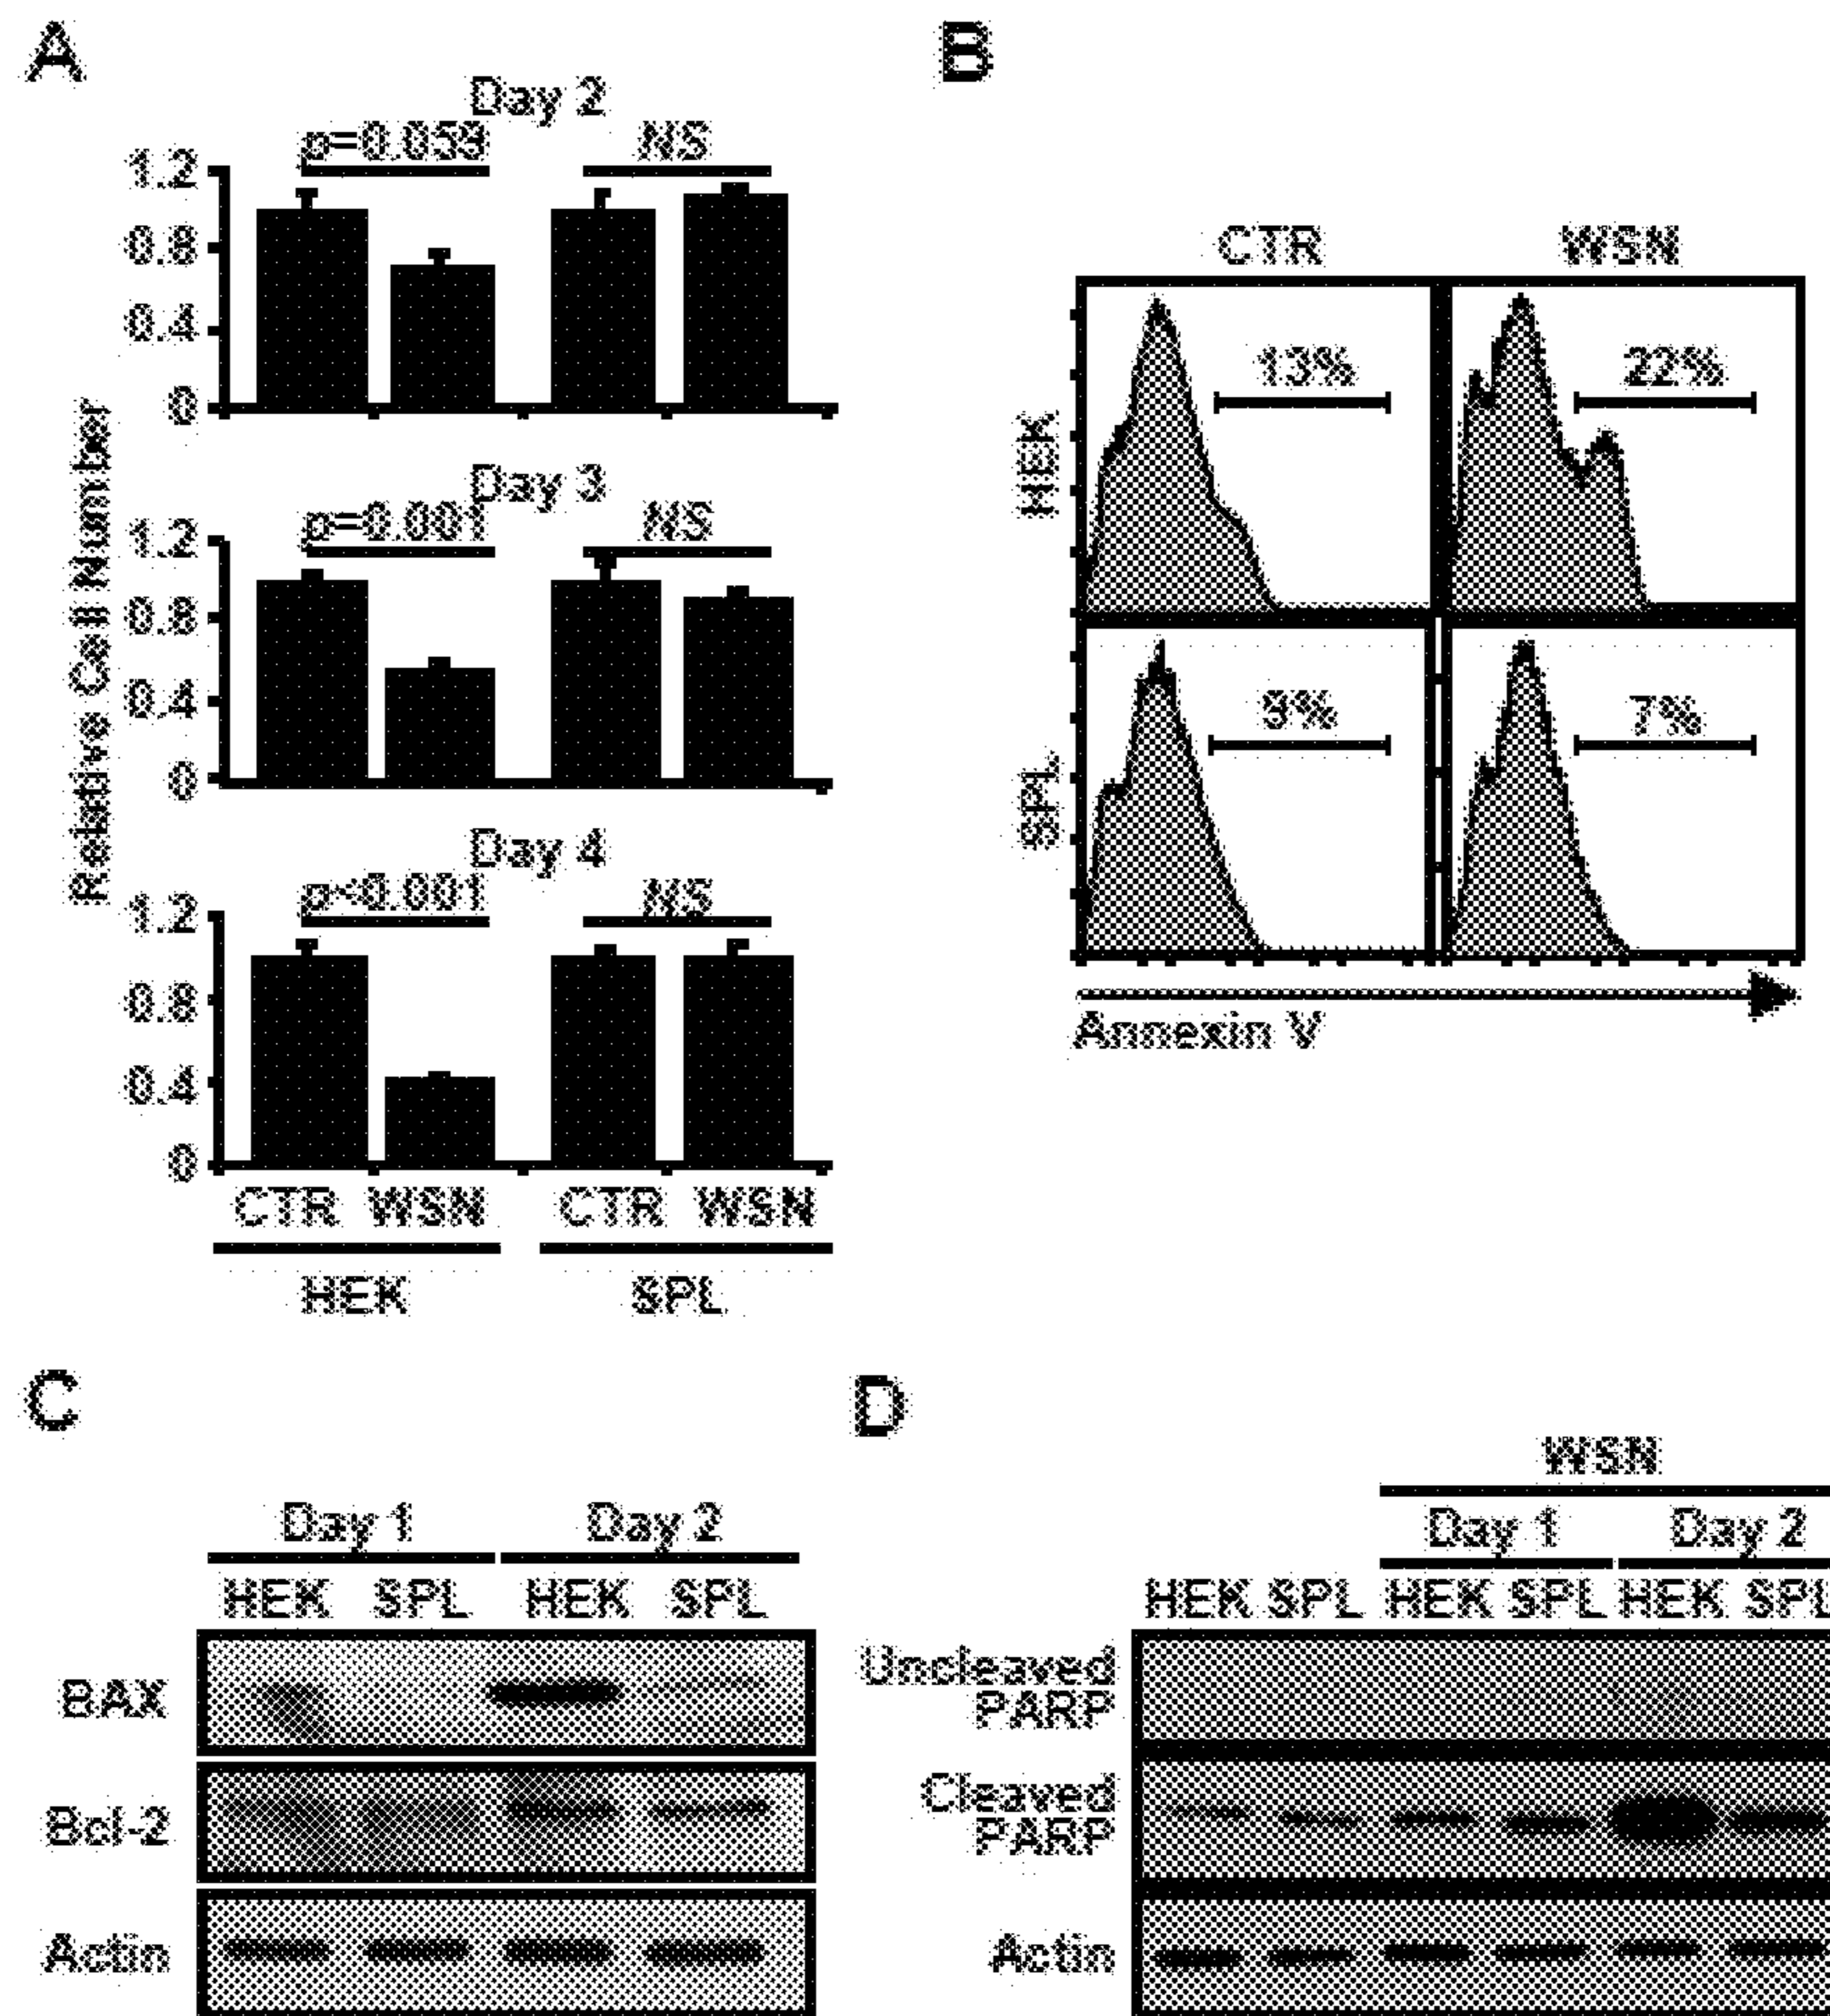 A
Day 2
p=0.059 NS
1.2
0.8
0.4
0
Day 3
p=0.001 NS
1.2
0.8
0.4
0
Day 4
p<0.001 NS
1.2
0.8
0.4
0
Relative Cell Number
CTR WSN CTR WSN
HEK SPL
B
CTR WSN
HEK
13% 22%
SPL
9% 7%
Annexin V
C
Day 1 Day 2
HEK SPL HEK SPL
BAX
Bcl-2
Actin
D
WSN
Day 1 Day 2
HEK SPL HEK SPL HEK SPL
Uncleaved
PARP
Cleaved
PARP
Actin